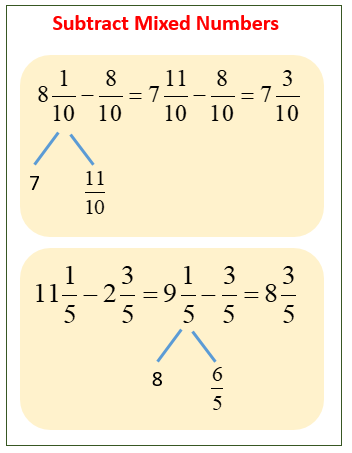 Subtract Mixed Numbers
8 1/10 − 8/10 = 7 11/10 − 8/10 = 7 3/10
7 11/10
11 1/5 − 2 3/5 = 9 1/5 − 3/5 = 8 3/5
8 6/5